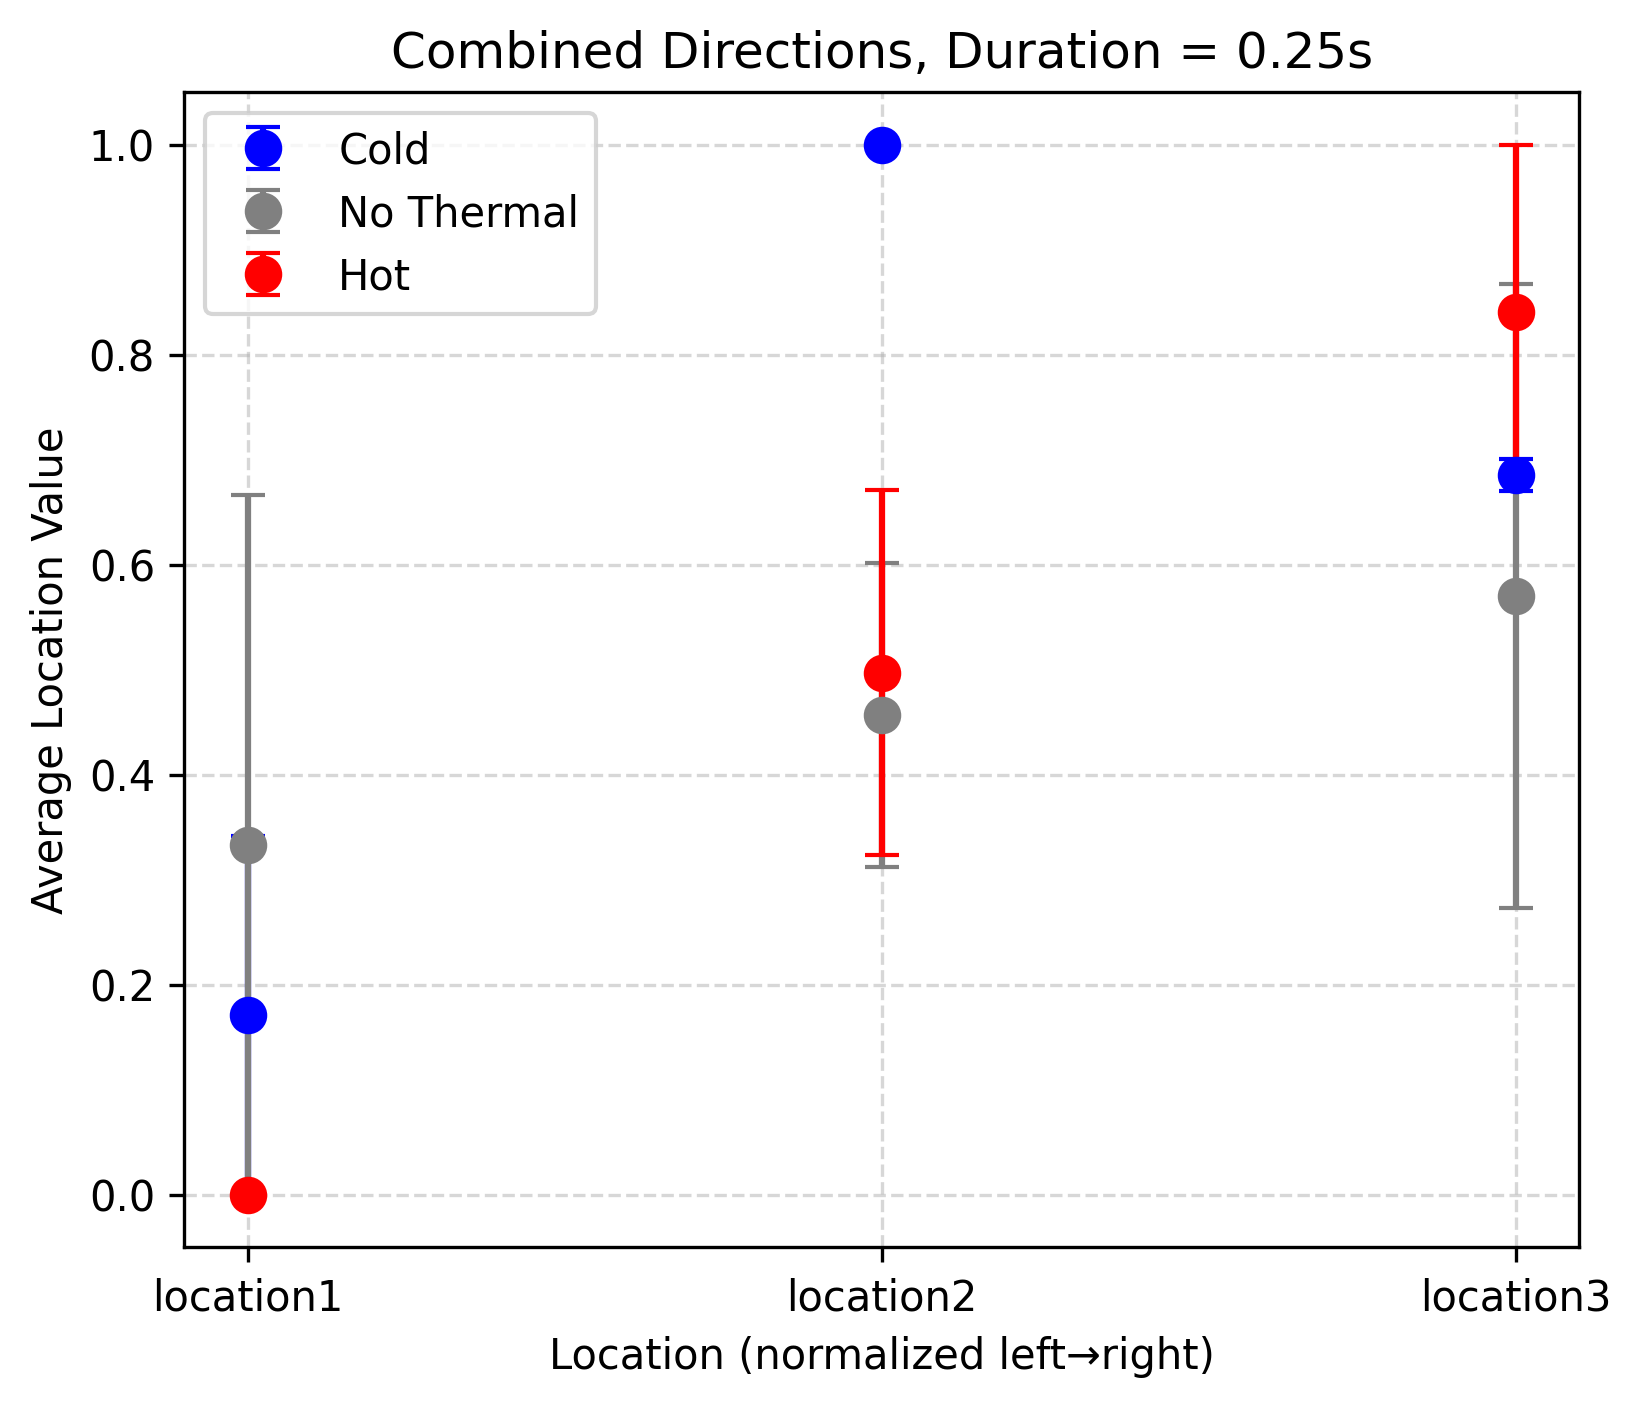 Combined Directions, Duration = 0.25s
Cold
No Thermal
Hot
1.0
0.8
0.6
0.4
0.2
0.0
Average Location Value
location1
location2
location3
Location (normalized left→right)